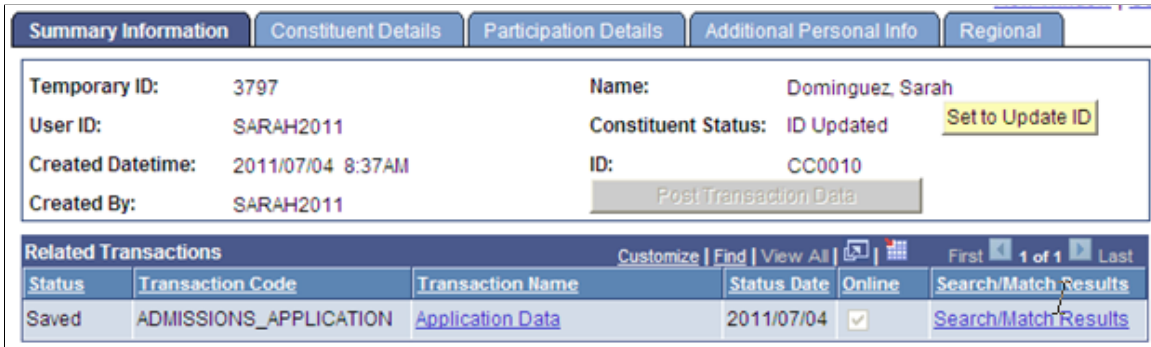 Summary Information Constituent Details Participation Details Additional Personal Info Regional
Temporary ID: 3797 Name: Dominguez, Sarah
User ID: SARAH2011 Constituent Status: ID Updated Set to Update ID
Created Datetime: 2011/07/04 8:37AM ID: CC0010
Created By: SARAH2011 Post Transaction Data
Related Transactions Customize | Find | View All | | First 1 of 1 Last
Status Transaction Code Transaction Name Status Date Online Search/Match Results
Saved ADMISSIONS_APPLICATION Application Data 2011/07/04 Search/Match Results